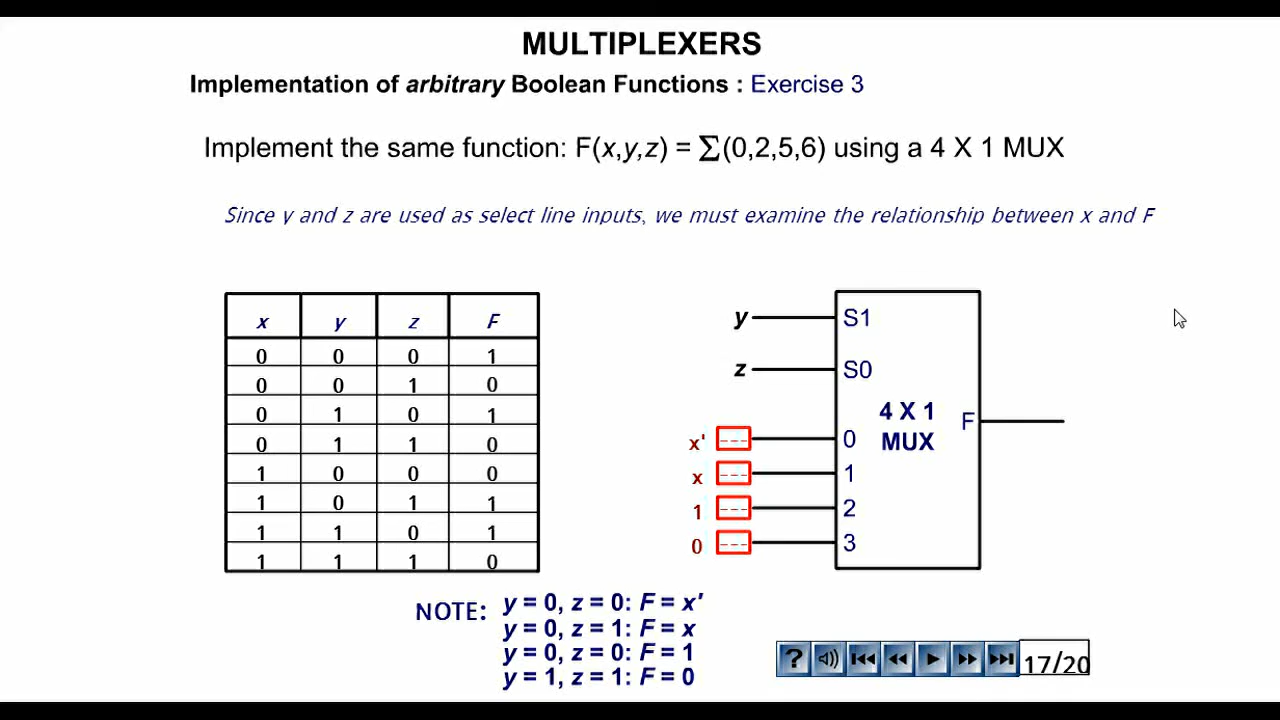 MULTIPLEXERS
Implementation of arbitrary Boolean Functions : Exercise 3
Implement the same function: F(x,y,z) = Σ(0,2,5,6) using a 4 X 1 MUX
Since y and z are used as select line inputs, we must examine the relationship between x and F
x y z F
0 0 0 1
0 0 1 0
0 1 0 1
0 1 1 0
1 0 0 0
1 0 1 1
1 1 0 1
1 1 1 0
y S1
z S0
4 X 1
MUX
F
x' --- 0
x --- 1
1 --- 2
0 --- 3
NOTE:
y = 0, z = 0: F = x′
y = 0, z = 1: F = x
y = 0, z = 0: F = 1
y = 1, z = 1: F = 0
?
17/20